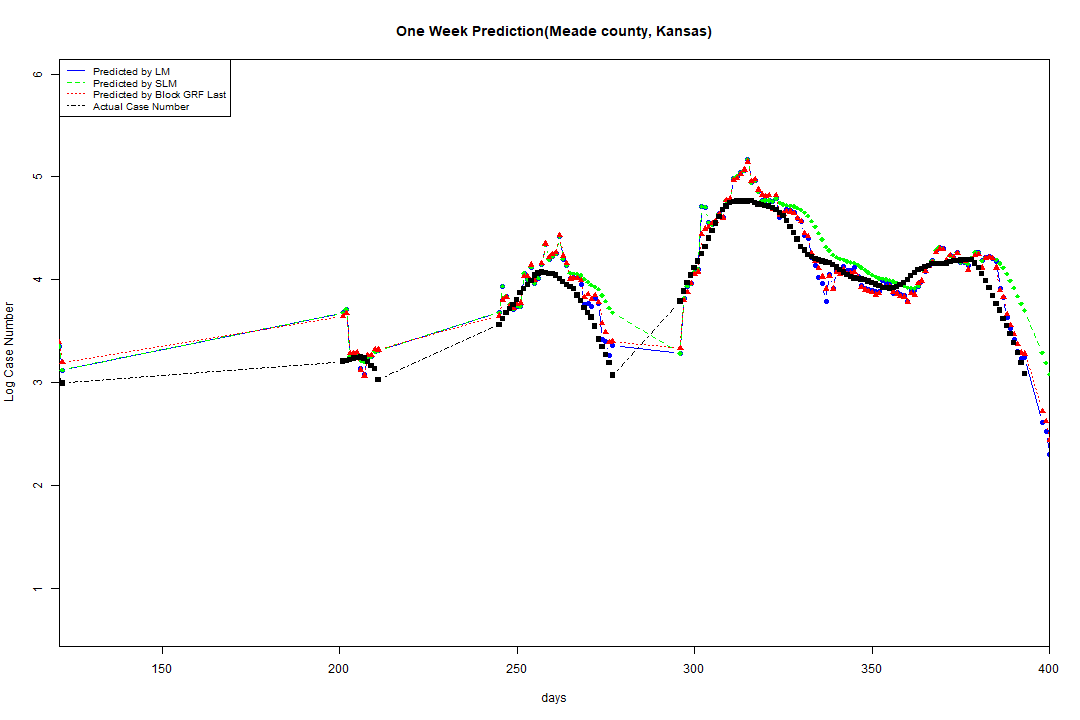 One Week Prediction(Meade county, Kansas)
Predicted by LM
Predicted by SLM
Predicted by Block GRF Last
Actual Case Number
Log Case Number
6
5
4
3
2
1
150 200 250 300 350 400
days